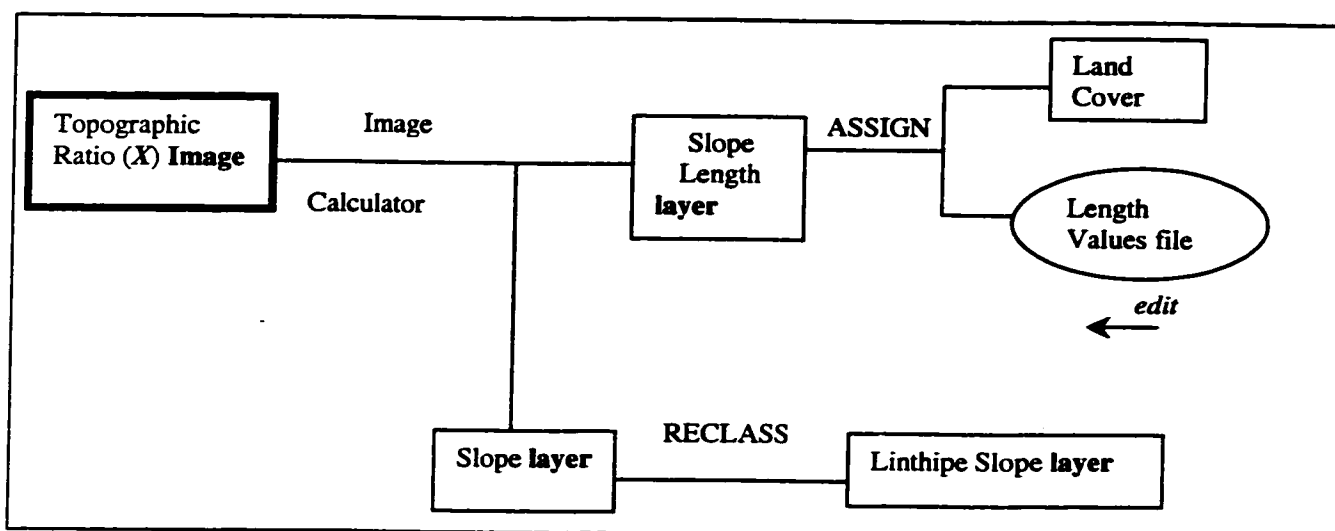 Topographic
Ratio (X) Image
Image
Calculator
Slope
Length
layer
ASSIGN
Land
Cover
Length
Values file
edit
Slope layer
RECLASS
Linthipe Slope layer